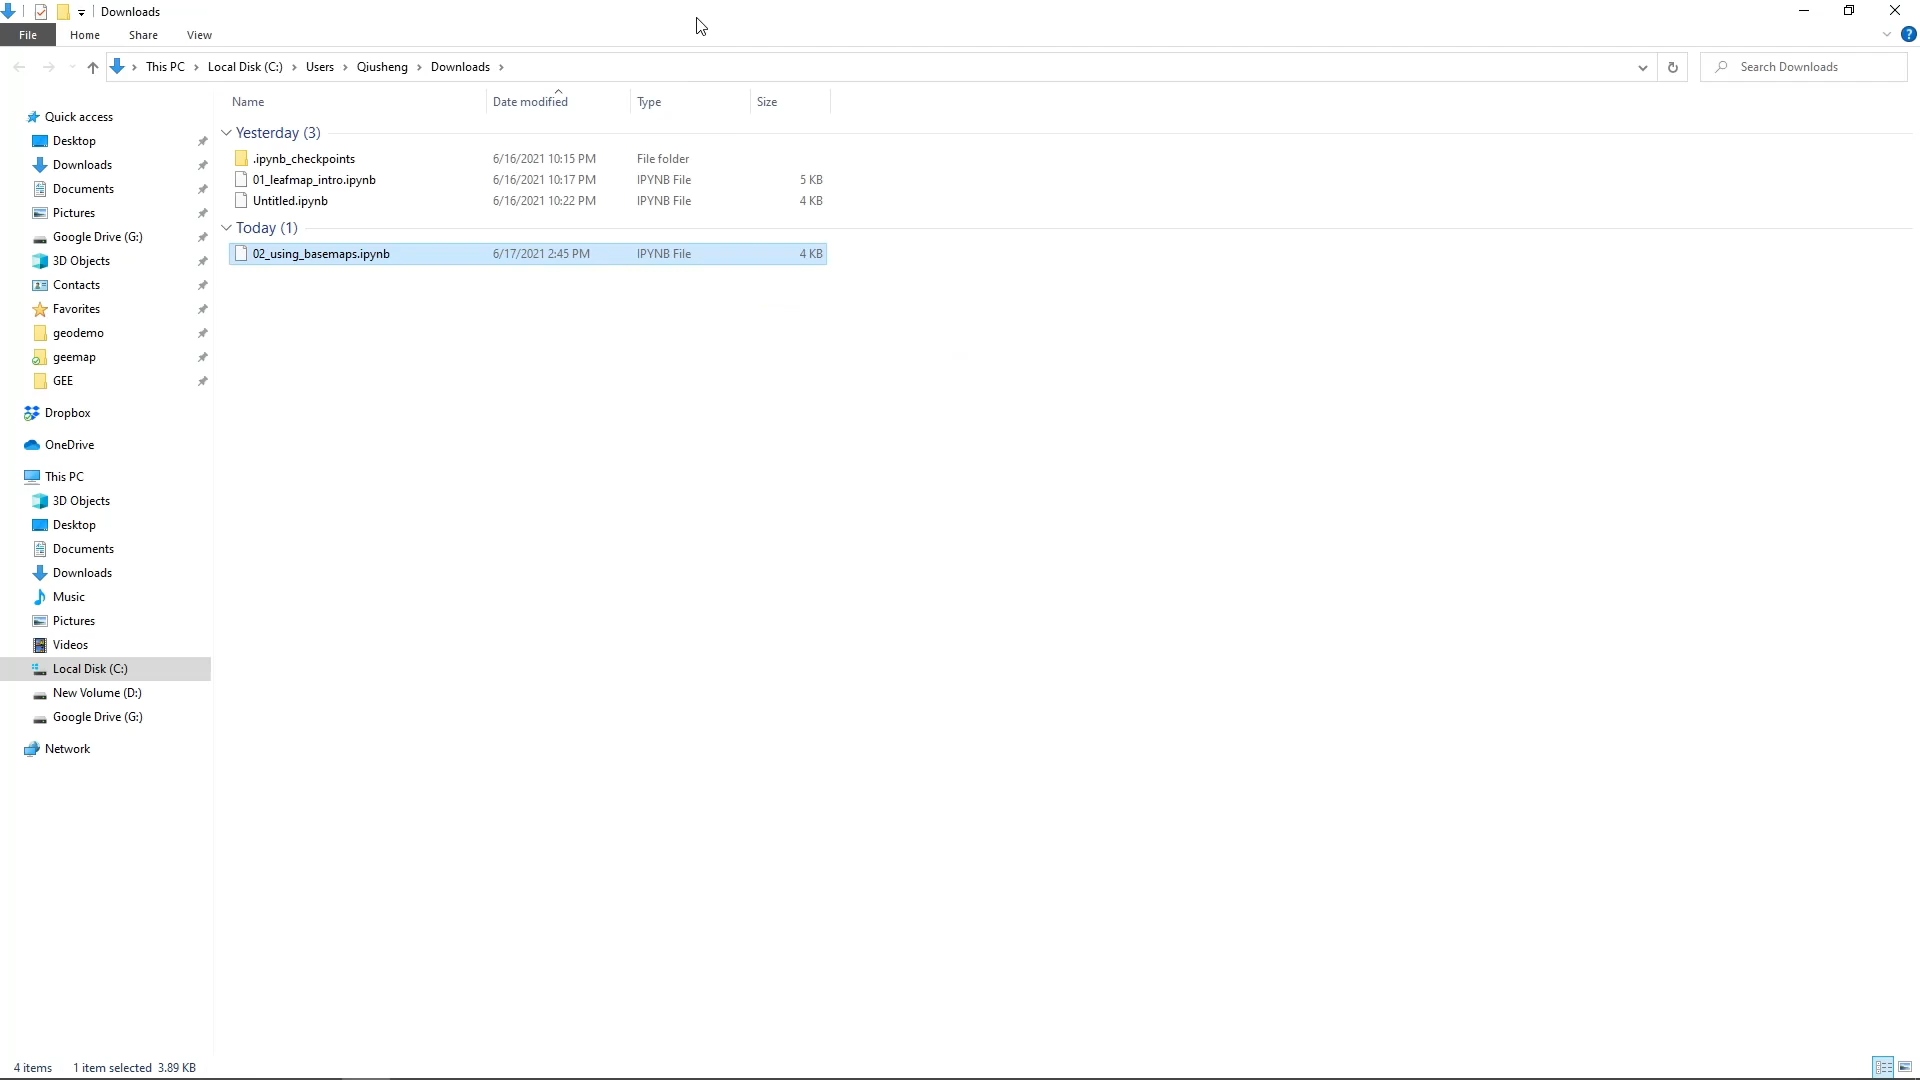 Downloads
File Home Share View
This PC Local Disk (C:) Users Qiusheng Downloads
Search Downloads
Name Date modified Type Size
Yesterday (3)
.ipynb_checkpoints 6/16/2021 10:15 PM File folder
01_leafmap_intro.ipynb 6/16/2021 10:17 PM IPYNB File 5 KB
Untitled.ipynb 6/16/2021 10:22 PM IPYNB File 4 KB
Today (1)
02_using_basemaps.ipynb 6/17/2021 2:45 PM IPYNB File 4 KB
Quick access
Desktop
Downloads
Documents
Pictures
Google Drive (G:)
3D Objects
Contacts
Favorites
geodemo
geemap
GEE
Dropbox
OneDrive
This PC
3D Objects
Desktop
Documents
Downloads
Music
Pictures
Videos
Local Disk (C:)
New Volume (D:)
Google Drive (G:)
Network
4 items 1 item selected 3.89 KB